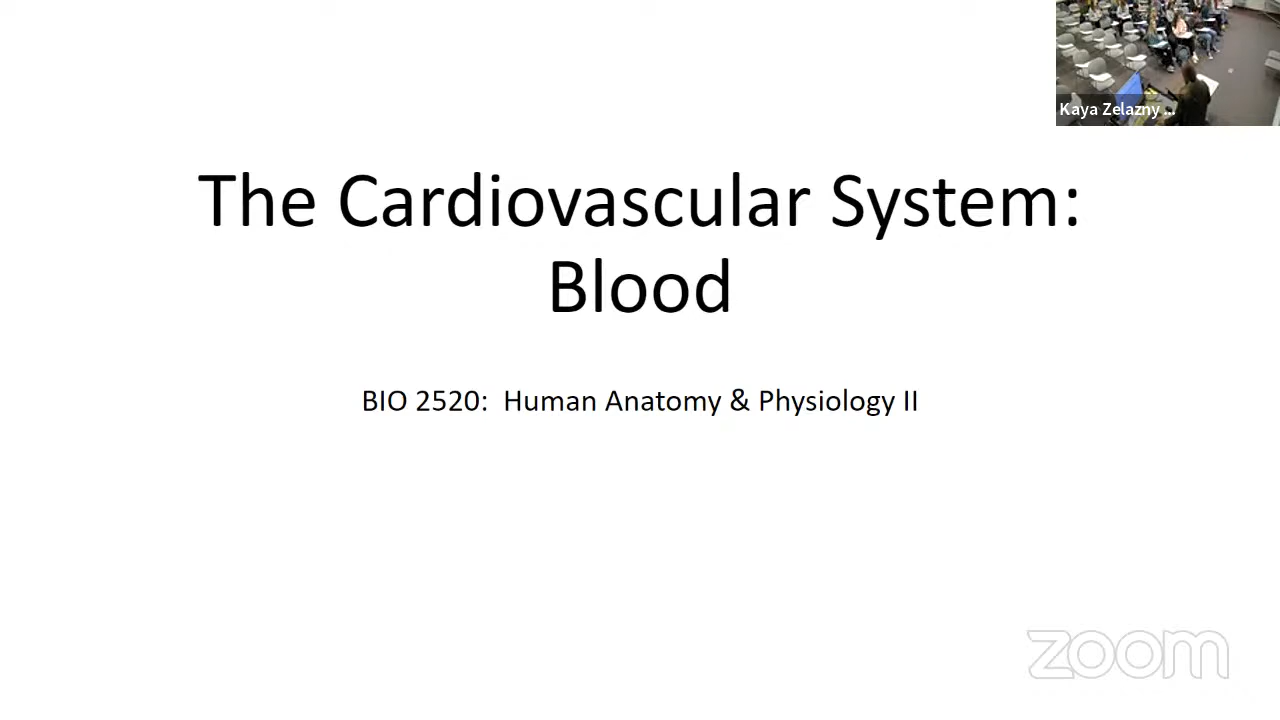 Kaya Zelazny ...
The Cardiovascular System:
Blood
BIO 2520:  Human Anatomy & Physiology II
zoom